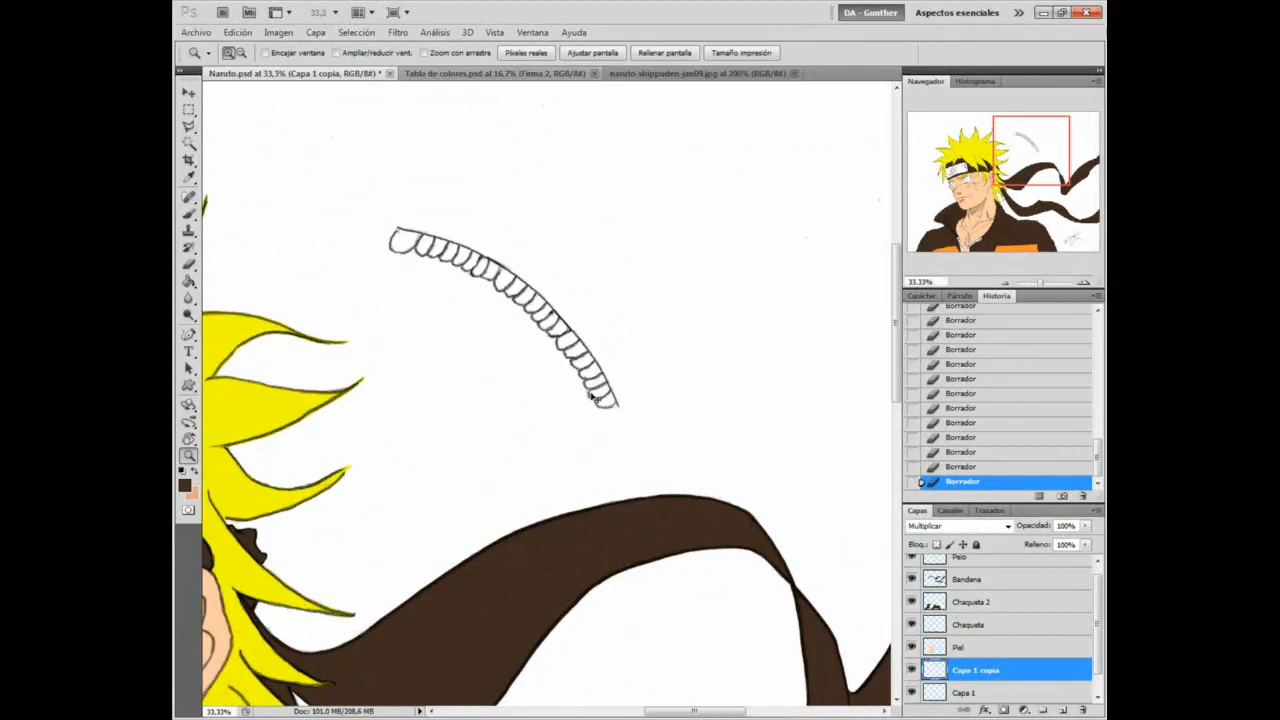 Ps Br Mb 33,3 DA - Gunther Aspectos esenciales
Archivo Edición Imagen Capa Selección Filtro Análisis 3D Vista Ventana Ayuda
Encajar ventana Ampliar/reducir vent. Zoom con arrastre Píxeles reales Ajustar pantalla Rellenar pantalla Tamaño impresión
Naruto.psd al 33,3% (Capa 1 copia, RGB/8#) * Tabla de colores.psd al 16,7% (Firma 2, RGB/8#) naruto-shippuden-jan09.jpg al 200% (RGB/8#)
Navegador Histograma
33.33%
Carácter Párrafo Historia
Borrador
Borrador
Borrador
Borrador
Borrador
Borrador
Borrador
Borrador
Borrador
Borrador
Borrador
Borrador
Borrador
Capas Canales Trazados
Multiplicar Opacidad: 100%
Bloq.: Relleno: 100%
Pelo
Bandana
Chaqueta 2
Chaqueta
Piel
Capa 1 copia
Capa 1
33,33% Doc: 101,0 MB/208,6 MB